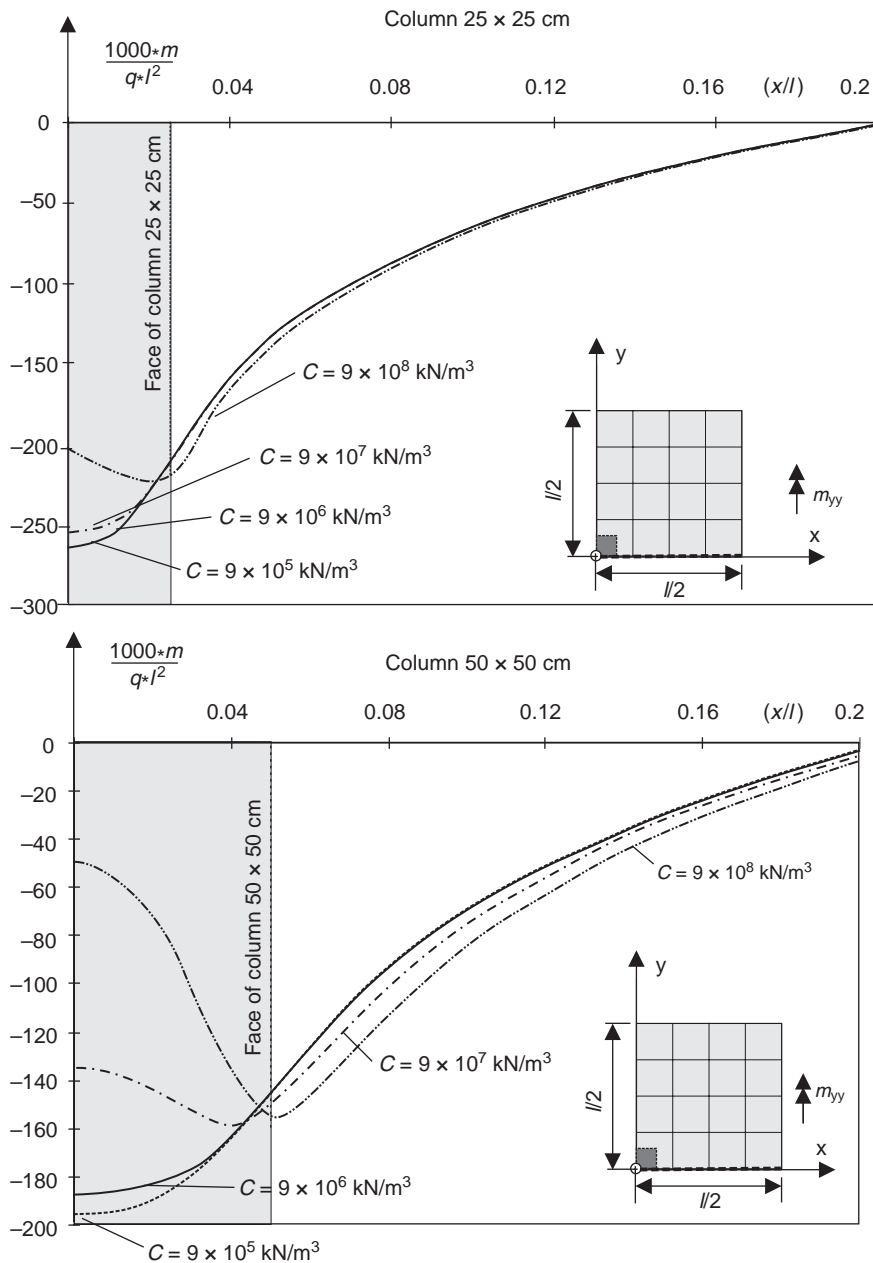 Column 25 × 25 cm
1000*m
q*l²
0.04 0.08 0.12 0.16 (x/l) 0.2
0
–50
–100
–150
–200
–250
–300
Face of column 25 × 25 cm
C = 9 × 10⁸ kN/m³
C = 9 × 10⁷ kN/m³
C = 9 × 10⁶ kN/m³
C = 9 × 10⁵ kN/m³
y
l/2
myy
x
l/2
1000*m
q*l²
Column 50 × 50 cm
0.04 0.08 0.12 0.16 (x/l) 0.2
0
–20
–40
–60
–80
–100
–120
–140
–160
–180
–200
Face of column 50 × 50 cm
C = 9 × 10⁸ kN/m³
C = 9 × 10⁷ kN/m³
C = 9 × 10⁶ kN/m³
C = 9 × 10⁵ kN/m³
y
l/2
myy
x
l/2